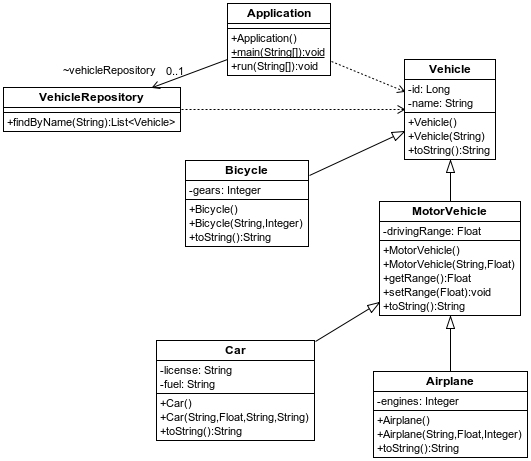 Application
+Application()
+main(String[]):void
+run(String[]):void
~vehicleRepository 0..1
VehicleRepository
+findByName(String):List<Vehicle>
Vehicle
-id: Long
-name: String
+Vehicle()
+Vehicle(String)
+toString():String
Bicycle
-gears: Integer
+Bicycle()
+Bicycle(String,Integer)
+toString():String
MotorVehicle
-drivingRange: Float
+MotorVehicle()
+MotorVehicle(String,Float)
+getRange():Float
+setRange(Float):void
+toString():String
Car
-license: String
-fuel: String
+Car()
+Car(String,Float,String,String)
+toString():String
Airplane
-engines: Integer
+Airplane()
+Airplane(String,Float,Integer)
+toString():String